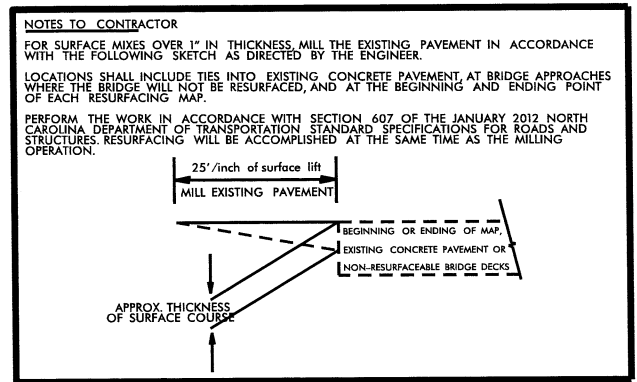 NOTES TO CONTRACTOR
FOR SURFACE MIXES OVER 1" IN THICKNESS, MILL THE EXISTING PAVEMENT IN ACCORDANCE
WITH THE FOLLOWING SKETCH AS DIRECTED BY THE ENGINEER.
LOCATIONS SHALL INCLUDE TIES INTO EXISTING CONCRETE PAVEMENT, AT BRIDGE APPROACHES
WHERE THE BRIDGE WILL NOT BE RESURFACED, AND AT THE BEGINNING AND ENDING POINT
OF EACH RESURFACING MAP.
PERFORM THE WORK IN ACCORDANCE WITH SECTION 607 OF THE JANUARY 2012 NORTH
CAROLINA DEPARTMENT OF TRANSPORTATION STANDARD SPECIFICATIONS FOR ROADS AND
STRUCTURES. RESURFACING WILL BE ACCOMPLISHED AT THE SAME TIME AS THE MILLING
OPERATION.
25'/inch of surface lift
MILL EXISTING PAVEMENT
BEGINNING OR ENDING OF MAP,
EXISTING CONCRETE PAVEMENT OR
NON-RESURFACEABLE BRIDGE DECKS
APPROX. THICKNESS
OF SURFACE COURSE